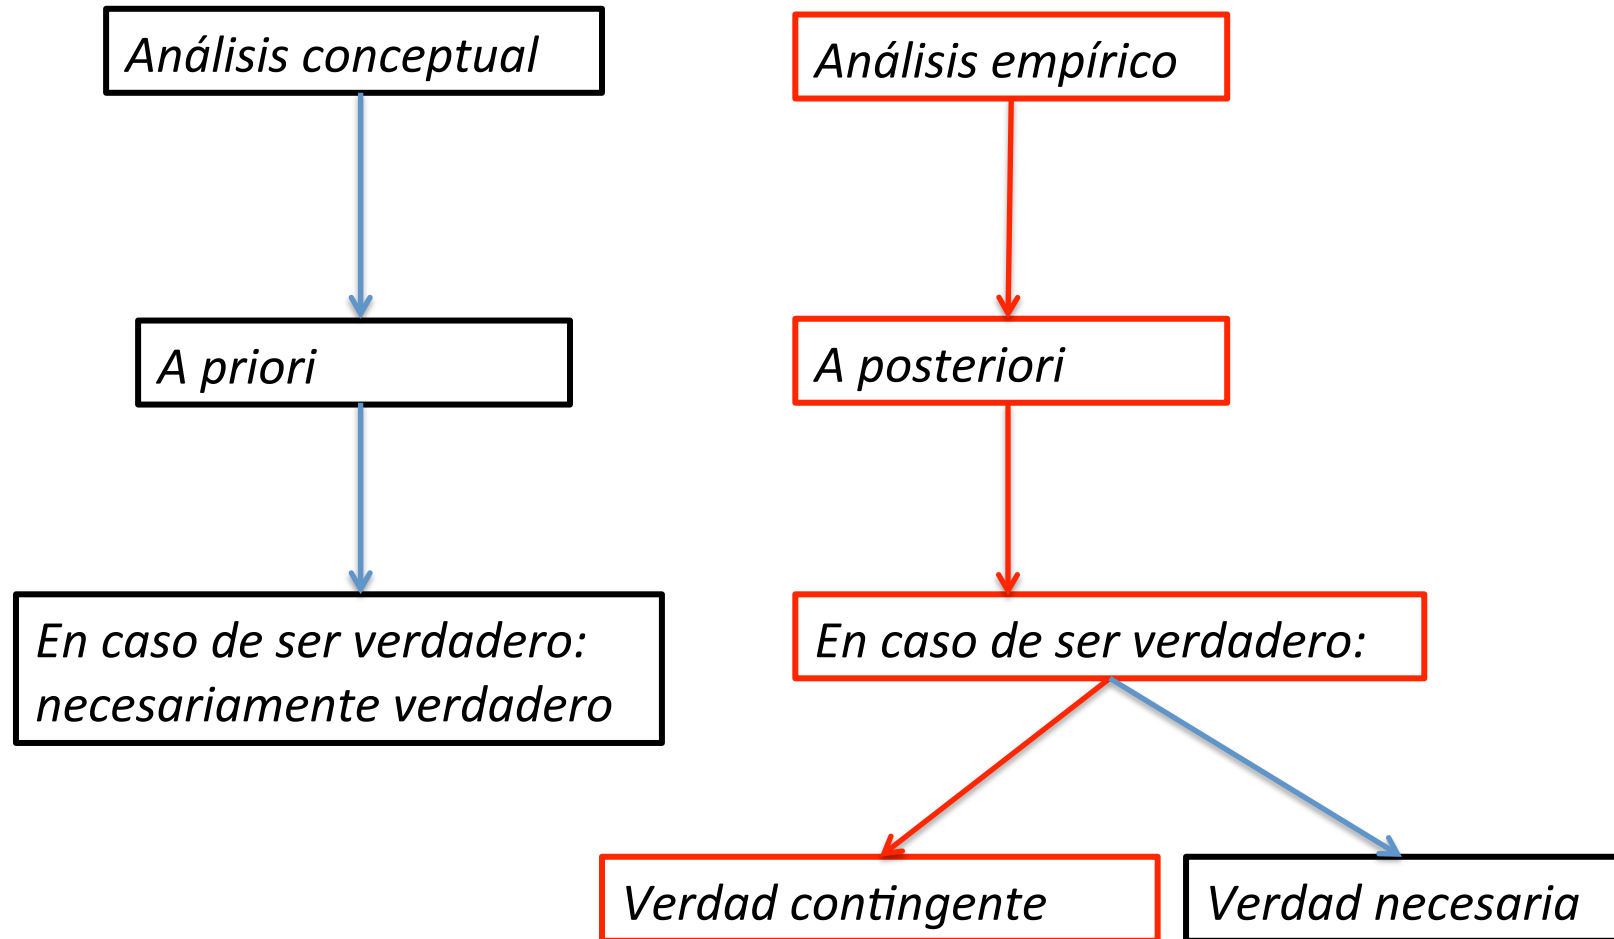 Análisis conceptual
Análisis empírico
A priori
A posteriori
En caso de ser verdadero:
necesariamente verdadero
En caso de ser verdadero:
Verdad contingente
Verdad necesaria